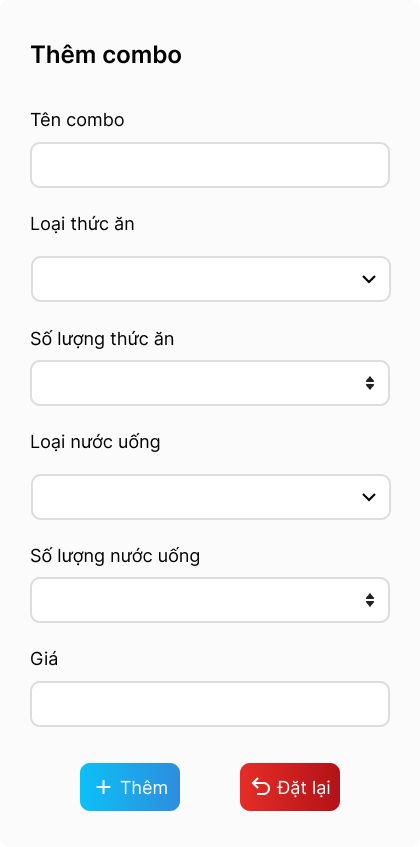 Thêm combo
Tên combo
Loại thức ăn
Số lượng thức ăn
Loại nước uống
Số lượng nước uống
Giá
Thêm
Đặt lại